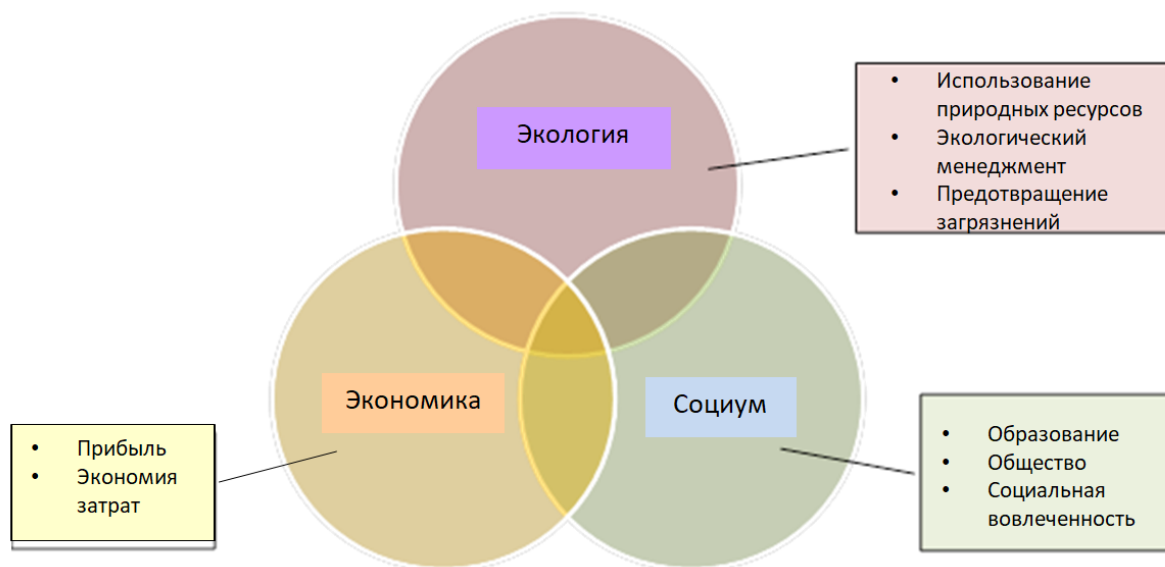 Экология
• Использование
природных ресурсов
• Экологический
менеджмент
• Предотвращение
загрязнений
Экономика
Социум
• Прибыль
• Экономия
затрат
• Образование
• Общество
• Социальная
вовлеченность